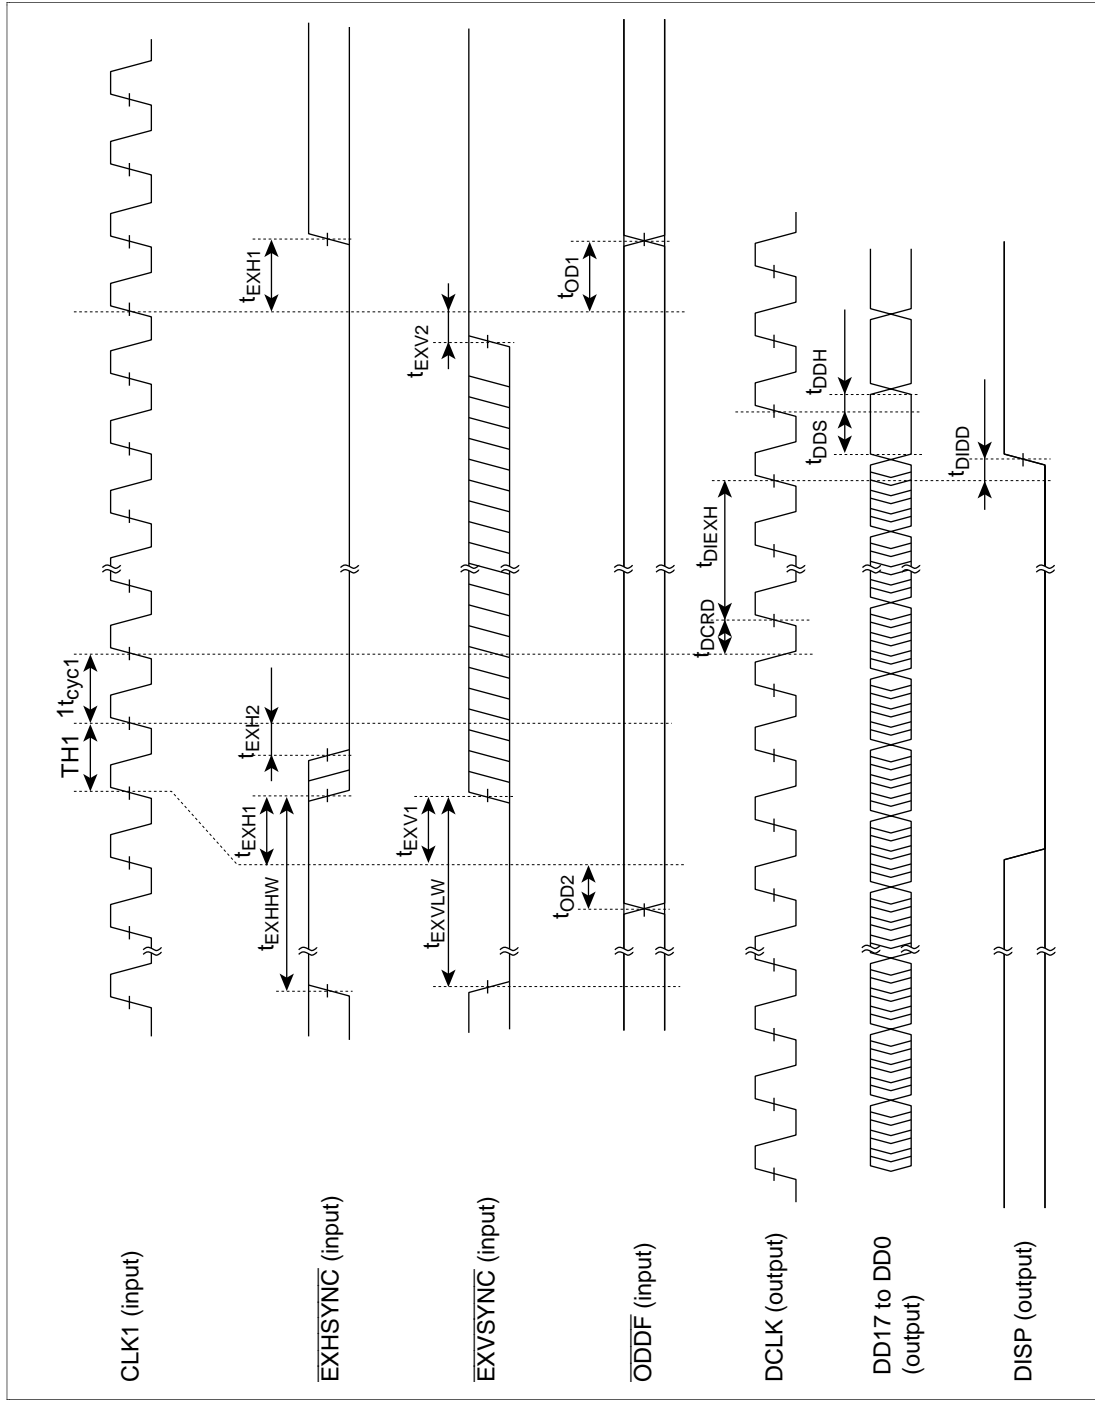 CLK1 (input)
TH1
1tcyc1
EXHSYNC (input)
tEXHHW
tEXH1
tEXH2
tEXH1
EXVSYNC (input)
tEXVLW
tEXV1
tEXV2
ODDF (input)
tOD2
tOD1
DCLK (output)
tDCRD
tDIEXH
DD17 to DD0
(output)
tDDS
tDDH
DISP (output)
tDIDD